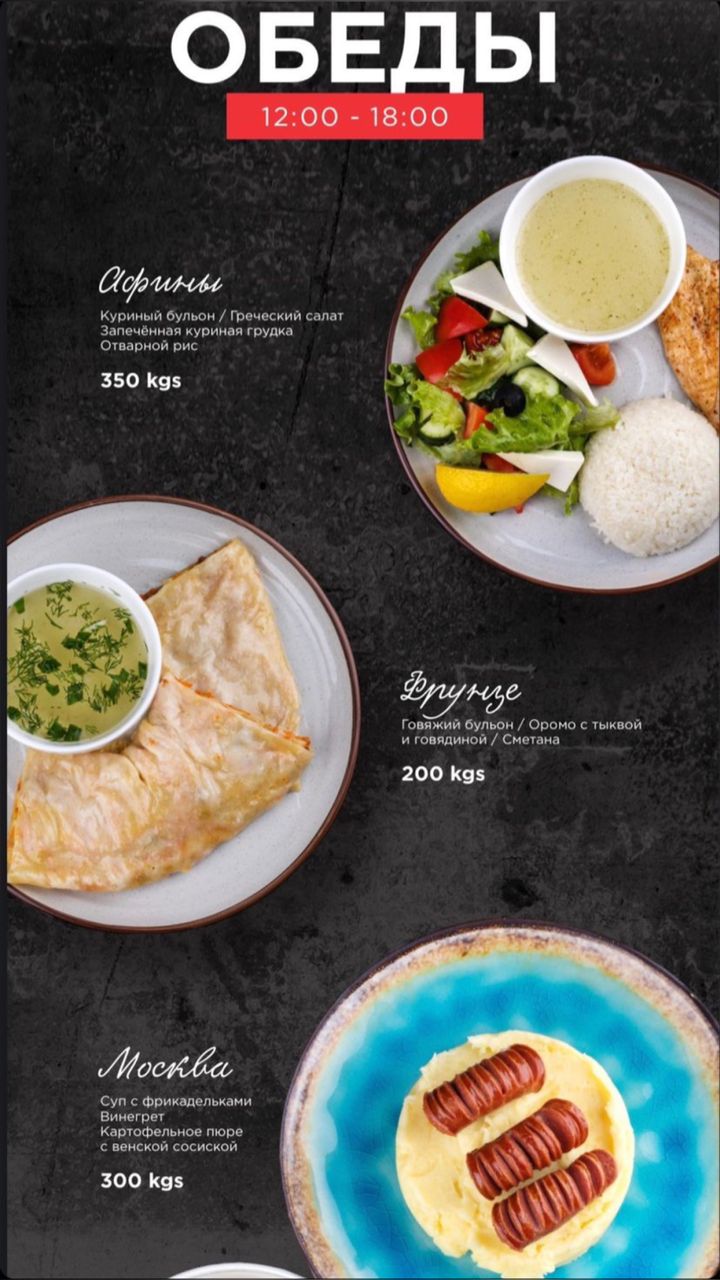 ОБЕДЫ
12:00 - 18:00
Афины
Куриный бульон / Греческий салат
Запечённая куриная грудка
Отварной рис
350 kgs
Фрунзе
Говяжий бульон / Оромо с тыквой
и говядиной / Сметана
200 kgs
Москва
Суп с фрикадельками
Винегрет
Картофельное пюре
с венской сосиской
300 kgs